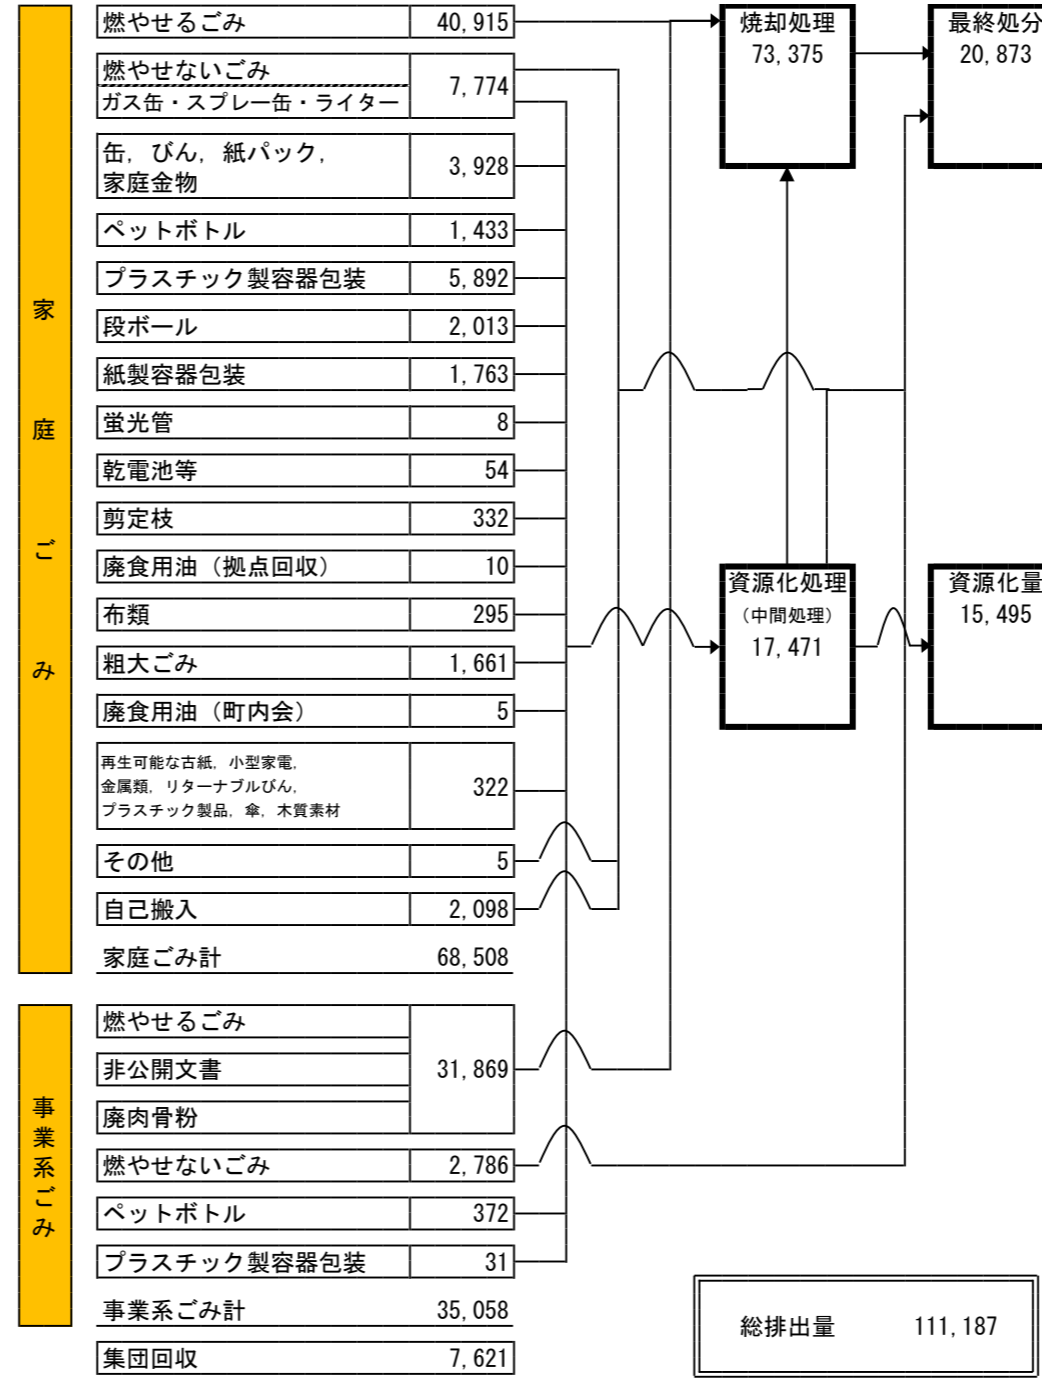 家庭ごみ
燃やせるごみ 40,915
燃やせないごみ
ガス缶・スプレー缶・ライター
7,774
缶，びん，紙パック，
家庭金物
3,928
ペットボトル 1,433
プラスチック製容器包装 5,892
段ボール 2,013
紙製容器包装 1,763
蛍光管 8
乾電池等 54
剪定枝 332
廃食用油（拠点回収） 10
布類 295
粗大ごみ 1,661
廃食用油（町内会） 5
再生可能な古紙，小型家電，
金属類，リターナブルびん，
プラスチック製品，傘，木質素材
322
その他 5
自己搬入 2,098
家庭ごみ計 68,508
事業系ごみ
燃やせるごみ
非公開文書
廃肉骨粉
31,869
燃やせないごみ 2,786
ペットボトル 372
プラスチック製容器包装 31
事業系ごみ計 35,058
集団回収 7,621
焼却処理
73,375
最終処分
20,873
資源化処理
（中間処理）
17,471
資源化量
15,495
総排出量 111,187